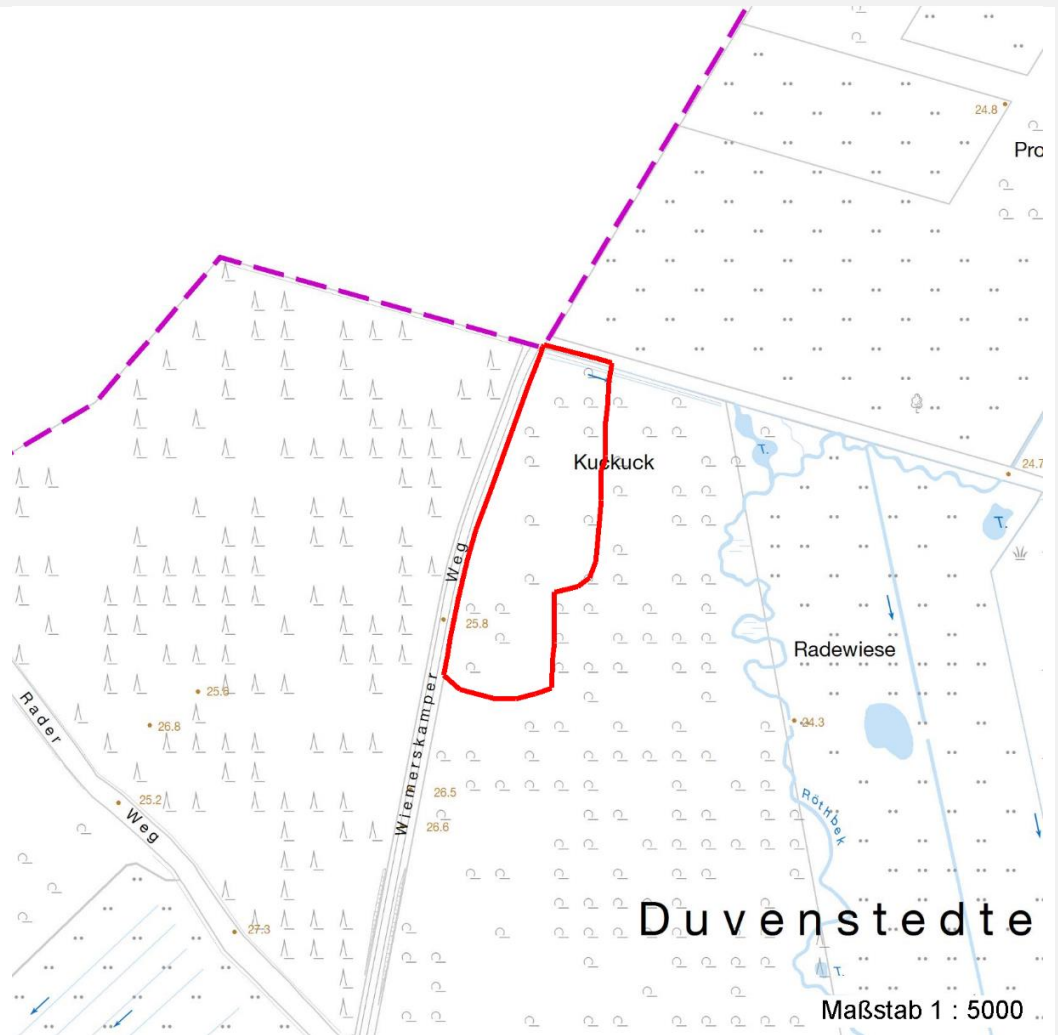 24.8
Pro
24.7
Kuckuck
T.
T.
Weg
25.8
Radewiese
25.9
26.8
24.3
Rader
Weg
25.2
Wiemerskamper
26.5
26.6
Röthbek
27.3
Duvenstedte
T.
Maßstab 1 : 5000